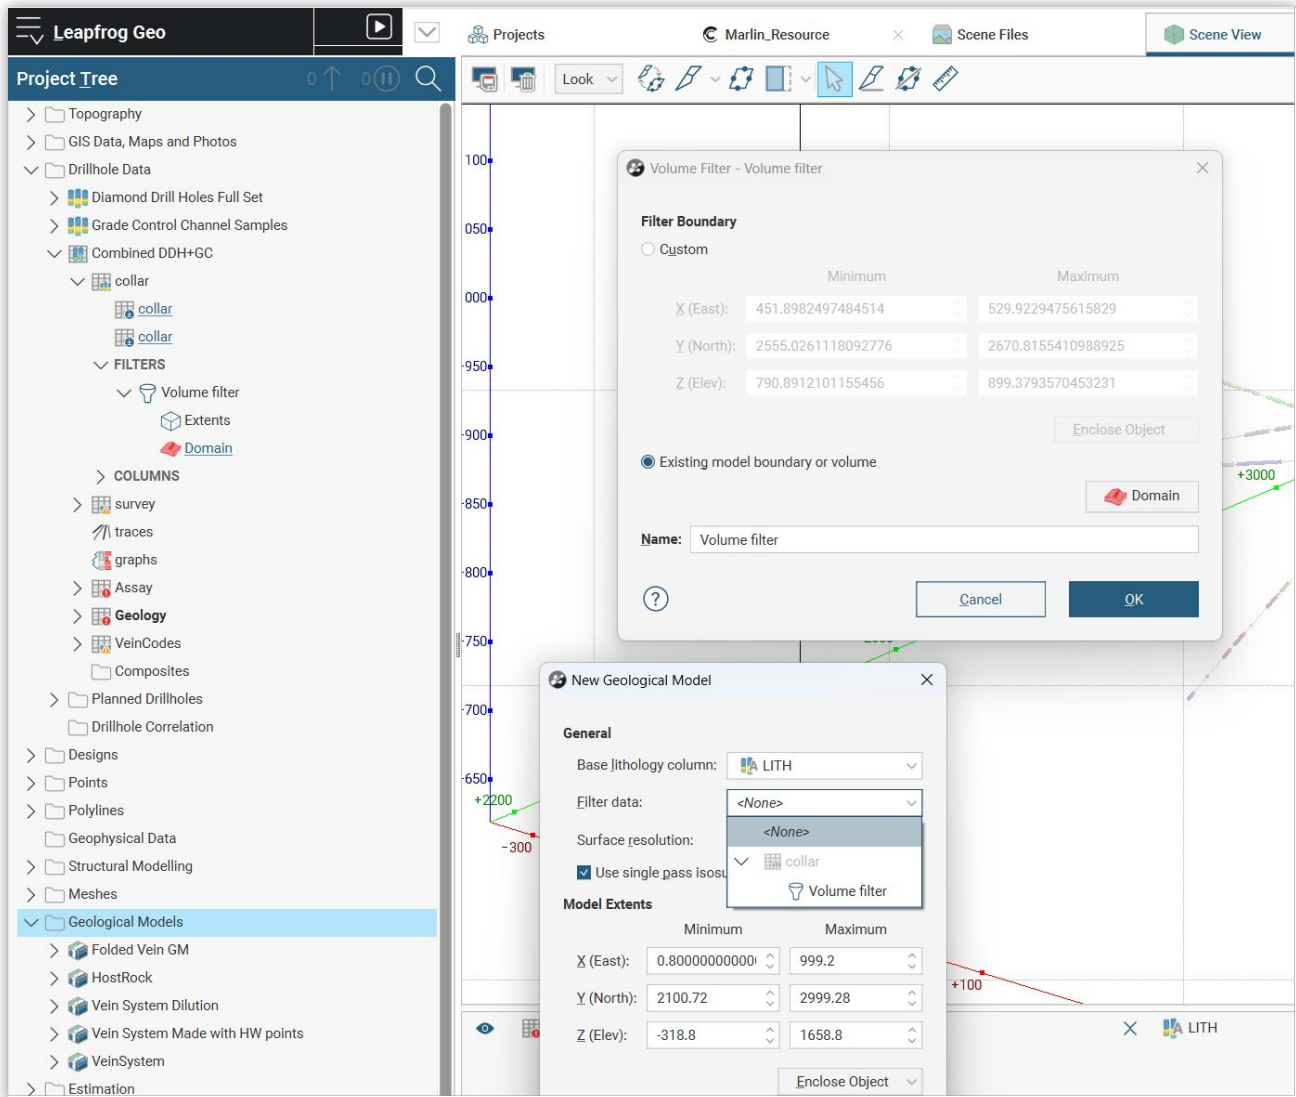 Leapfrog Geo
Projects
Marlin_Resource
Scene Files
Scene View
Project Tree
0
0
Look
Topography
GIS Data, Maps and Photos
Drillhole Data
Diamond Drill Holes Full Set
Grade Control Channel Samples
Combined DDH+GC
collar
collar
collar
FILTERS
Volume filter
Extents
Domain
COLUMNS
survey
traces
graphs
Assay
Geology
VeinCodes
Composites
Planned Drillholes
Drillhole Correlation
Designs
Points
Polylines
Geophysical Data
Structural Modelling
Meshes
Geological Models
Folded Vein GM
HostRock
Vein System Dilution
Vein System Made with HW points
VeinSystem
Estimation
100
050
000
-950
-900
-850
-800
-750
-700
-650
+2200
-300
+3000
+100
Volume Filter - Volume filter
Filter Boundary
Custom
Minimum Maximum
X (East): 451.8982497484514 529.9229475615829
Y (North): 2555.0261118092776 2670.8155410988925
Z (Elev): 790.8912101155456 899.3793570453231
Enclose Object
Existing model boundary or volume
Domain
Name: Volume filter
? Cancel OK
New Geological Model
General
Base lithology column: LITH
Filter data: <None>
<None>
Surface resolution:
collar
Use single pass isosu
Volume filter
Model Extents
Minimum Maximum
X (East): 0.80000000000 999.2
Y (North): 2100.72 2999.28
Z (Elev): -318.8 1658.8
Enclose Object
LITH